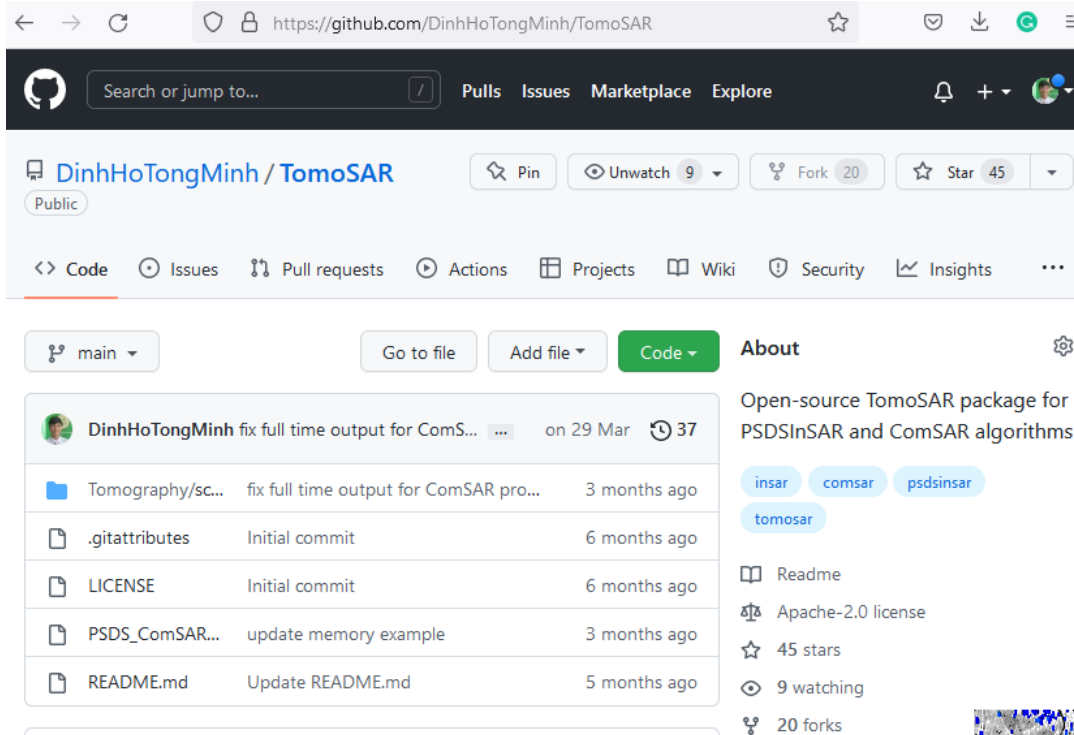 https://github.com/DinhHoTongMinh/TomoSAR
Search or jump to... /
Pulls Issues Marketplace Explore
DinhHoTongMinh / TomoSAR
Public
Pin
Unwatch 9
Fork 20
Star 45
Code Issues Pull requests Actions Projects Wiki Security Insights ...
main
Go to file
Add file
Code
DinhHoTongMinh fix full time output for ComS... ... on 29 Mar 37
Tomography/sc... fix full time output for ComSAR pro... 3 months ago
.gitattributes Initial commit 6 months ago
LICENSE Initial commit 6 months ago
PSDS_ComSAR... update memory example 3 months ago
README.md Update README.md 5 months ago
About
Open-source TomoSAR package for
PSDSInSAR and ComSAR algorithms
insar comsar psdsinsar
tomosar
Readme
Apache-2.0 license
45 stars
9 watching
20 forks